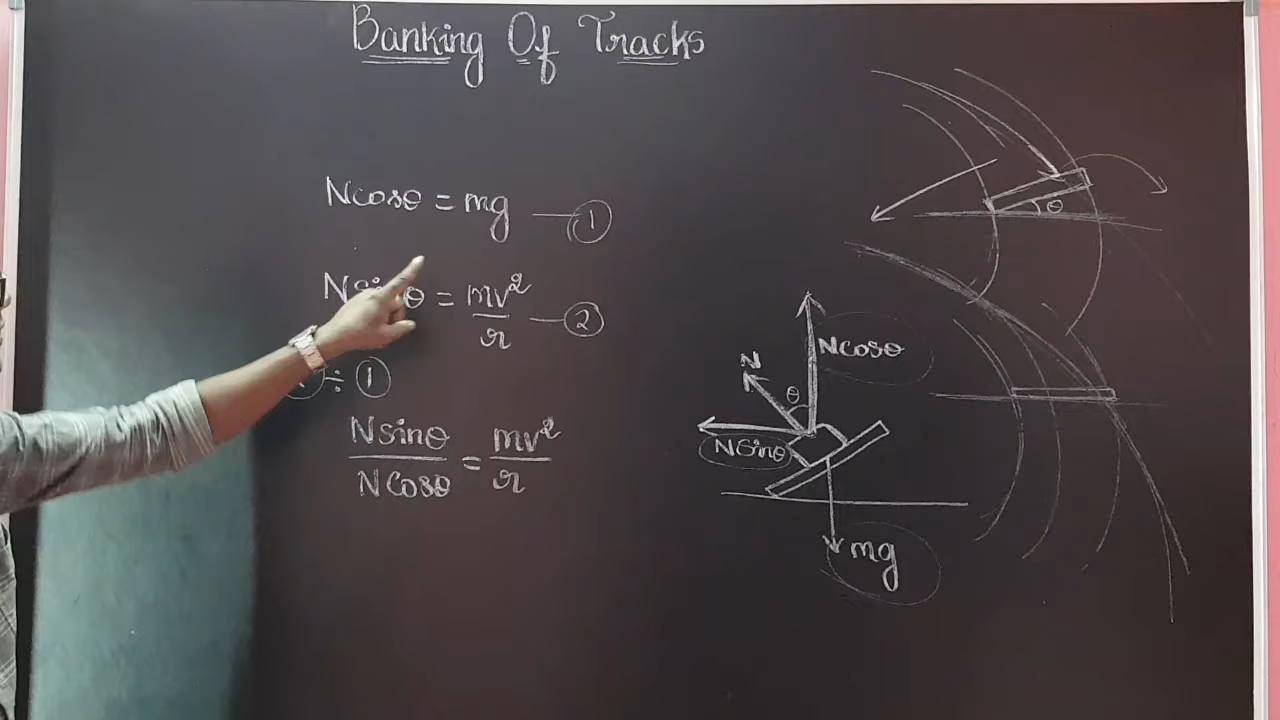 Banking Of Tracks
Ncosθ = mg —①
Nsinθ = mv²/r —②
÷ ①
Nsinθ/Ncosθ = mv²/r
θ
Ncosθ
N
θ
Nsinθ
mg